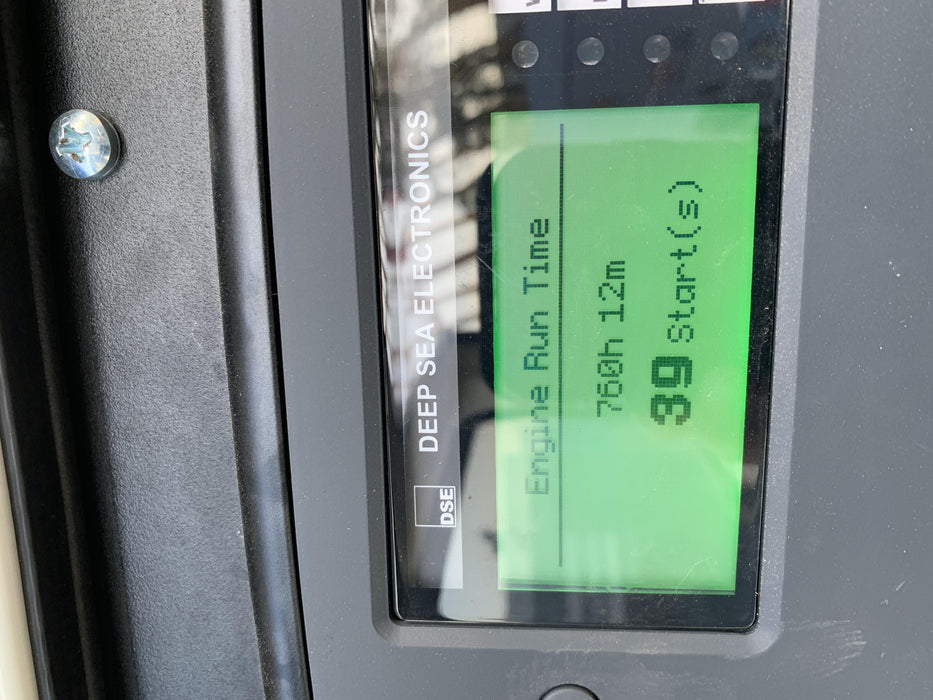 DSE DEEP SEA ELECTRONICS
Engine Run Time
760h 12m
39 Start(s)